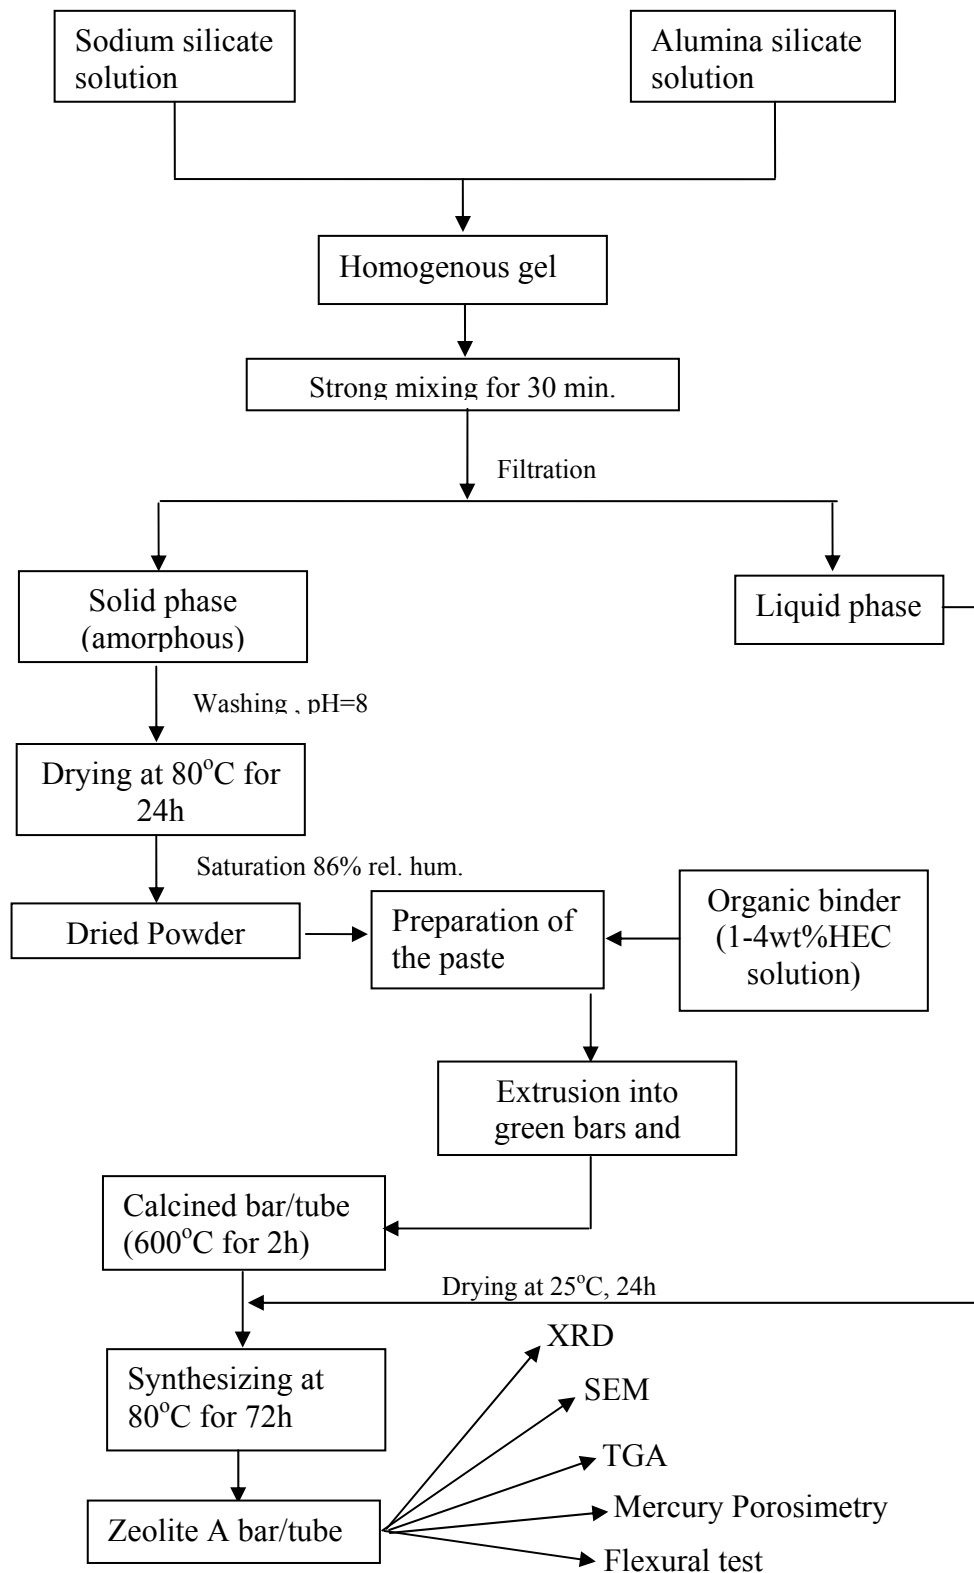 Sodium silicate
solution
Alumina silicate
solution
Homogenous gel
Strong mixing for 30 min.
Filtration
Solid phase
(amorphous)
Liquid phase
Washing , pH=8
Drying at 80°C for
24h
Saturation 86% rel. hum.
Dried Powder
Preparation of
the paste
Organic binder
(1-4wt%HEC
solution)
Extrusion into
green bars and
Calcined bar/tube
(600°C for 2h)
Drying at 25°C, 24h
Synthesizing at
80°C for 72h
Zeolite A bar/tube
XRD
SEM
TGA
Mercury Porosimetry
Flexural test